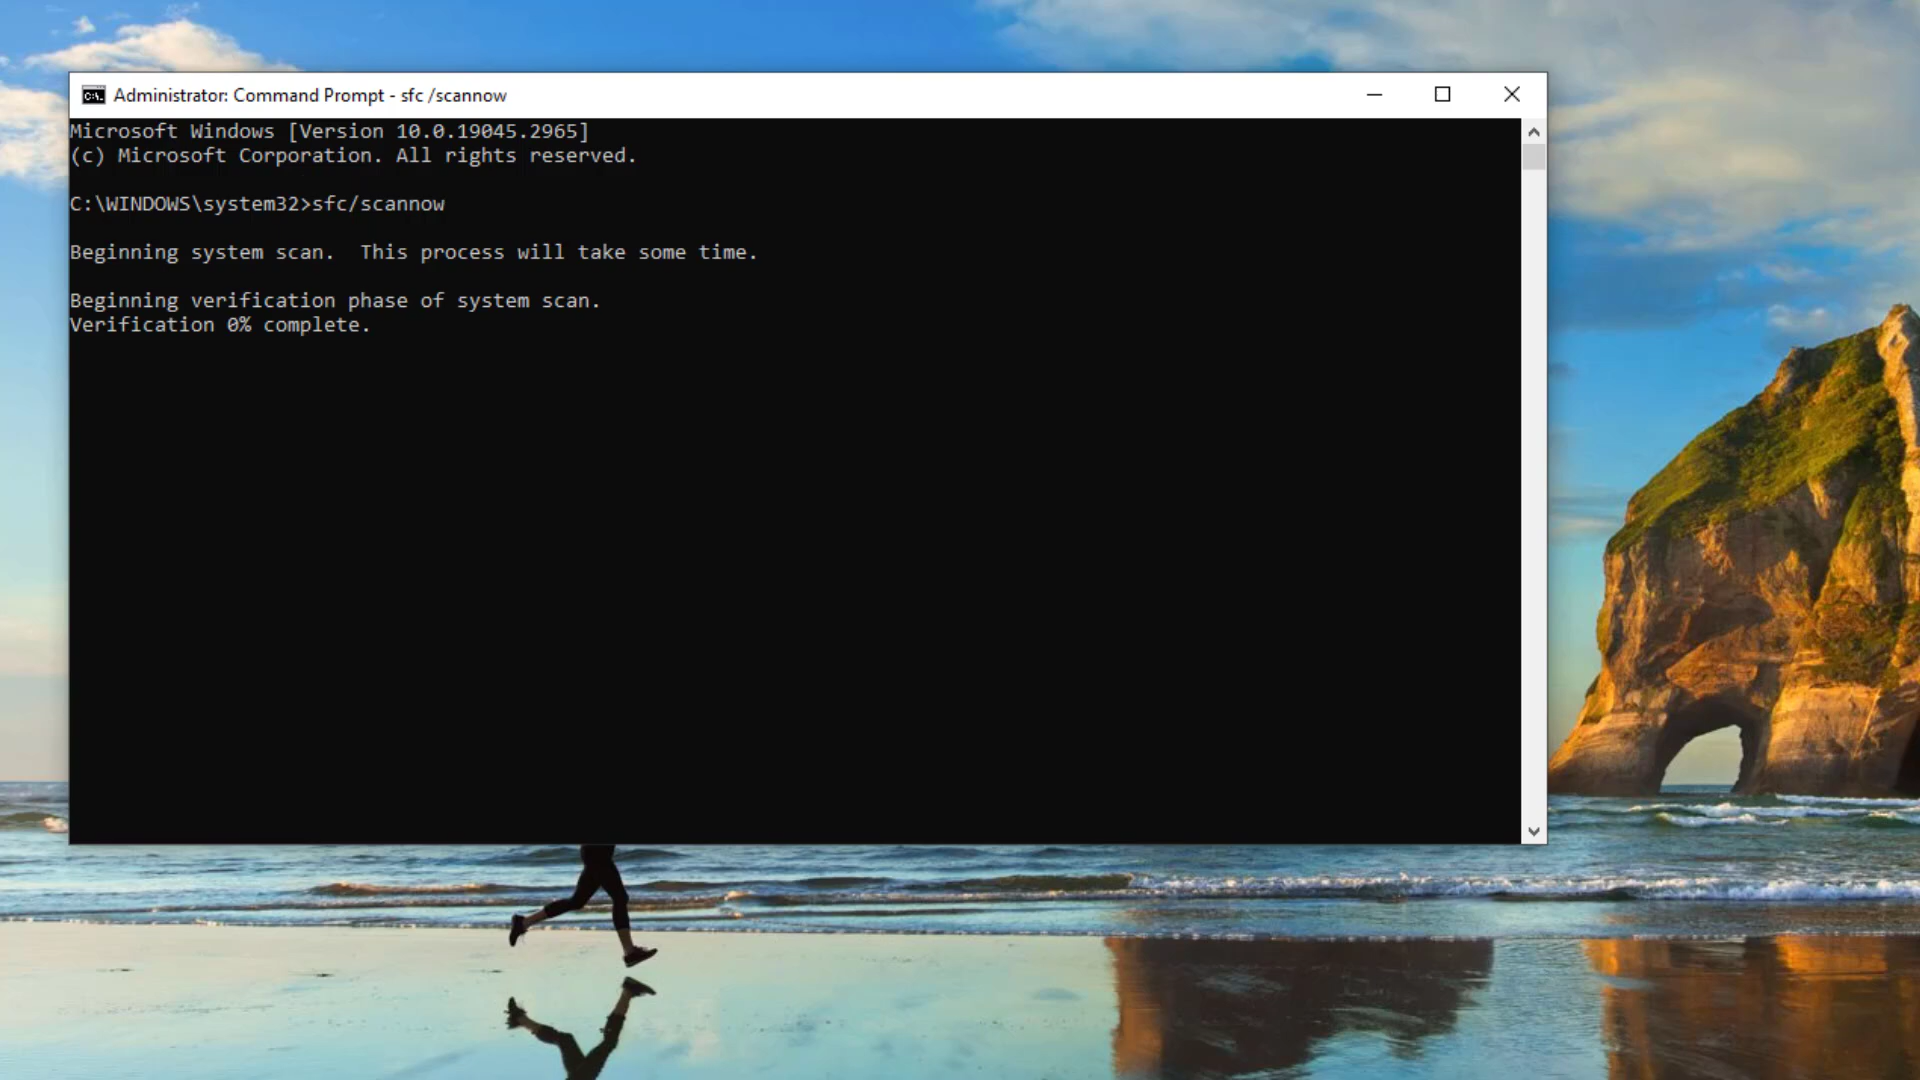 Administrator: Command Prompt - sfc /scannow
Microsoft Windows [Version 10.0.19045.2965]
(c) Microsoft Corporation. All rights reserved.
C:\WINDOWS\system32>sfc/scannow
Beginning system scan.  This process will take some time.
Beginning verification phase of system scan.
Verification 0% complete.